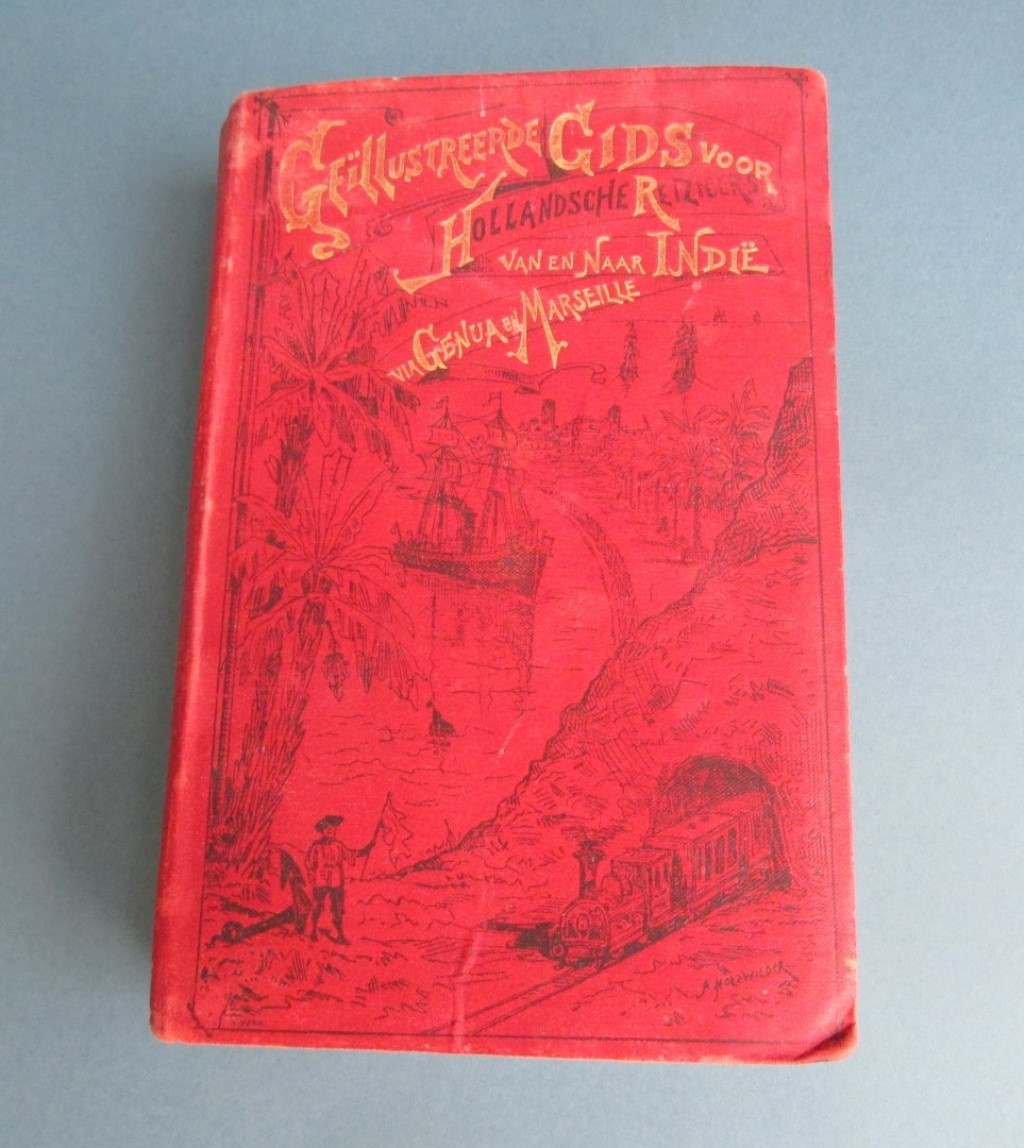 GEÏLLUSTREERDE GIDS VOOR
HOLLANDSCHE REIZIGERS
VAN EN NAAR INDIË
VIA GENUA EN MARSEILLE